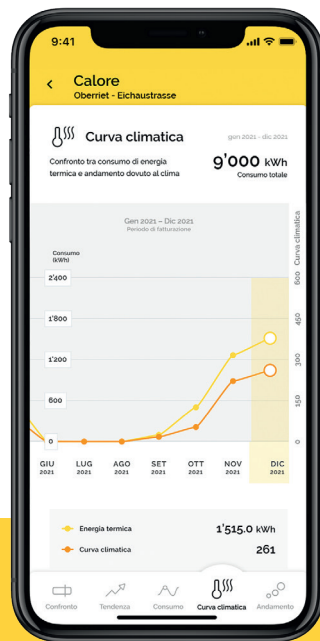 9:41
Calore
Oberriet - Eichaustrasse
Curva climatica
gen 2021 - dic 2021
Confronto tra consumo di energia
termica e andamento dovuto al clima
9'000 kWh
Consumo totale
Gen 2021 – Dic 2021
Periodo di fatturazione
Consumo
(kWh)
Curva climatica
2'400
600
1'800
450
1'200
300
600
150
0
0
GIU LUG AGO SET OTT NOV DIC
2021 2021 2021 2021 2021 2021 2021
Energia termica 1'515.0 kWh
Curva climatica 261
Confronto Tendenza Consumo Curva climatica Andamento